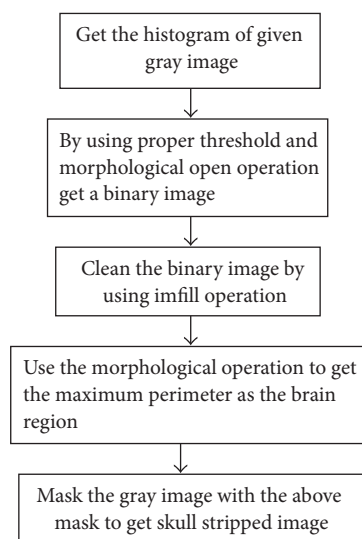 Get the histogram of given
gray image
By using proper threshold and
morphological open operation
get a binary image
Clean the binary image by
using imfill operation
Use the morphological operation to get
the maximum perimeter as the brain
region
Mask the gray image with the above
mask to get skull stripped image